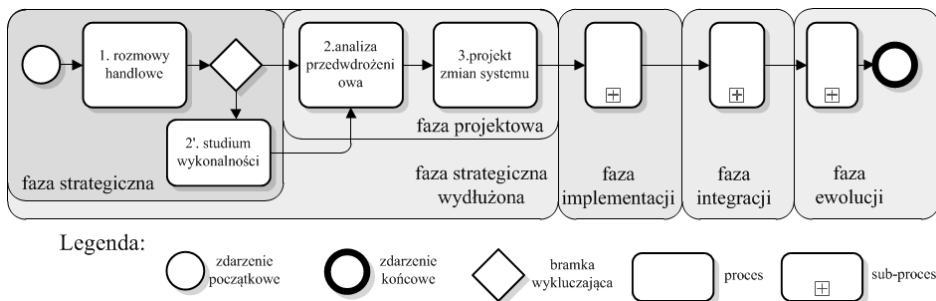 1. rozmowy
handlowe
2.analiza
przedwdrożeni
owa
3.projekt
zmian systemu
2'. studium
wykonalności
faza projektowa
faza strategiczna
faza strategiczna
wydłużona
faza
implementacji
faza
integracji
faza
ewolucji
Legenda:
zdarzenie
początkowe
zdarzenie
końcowe
bramka
wykluczająca
proces
sub-proces